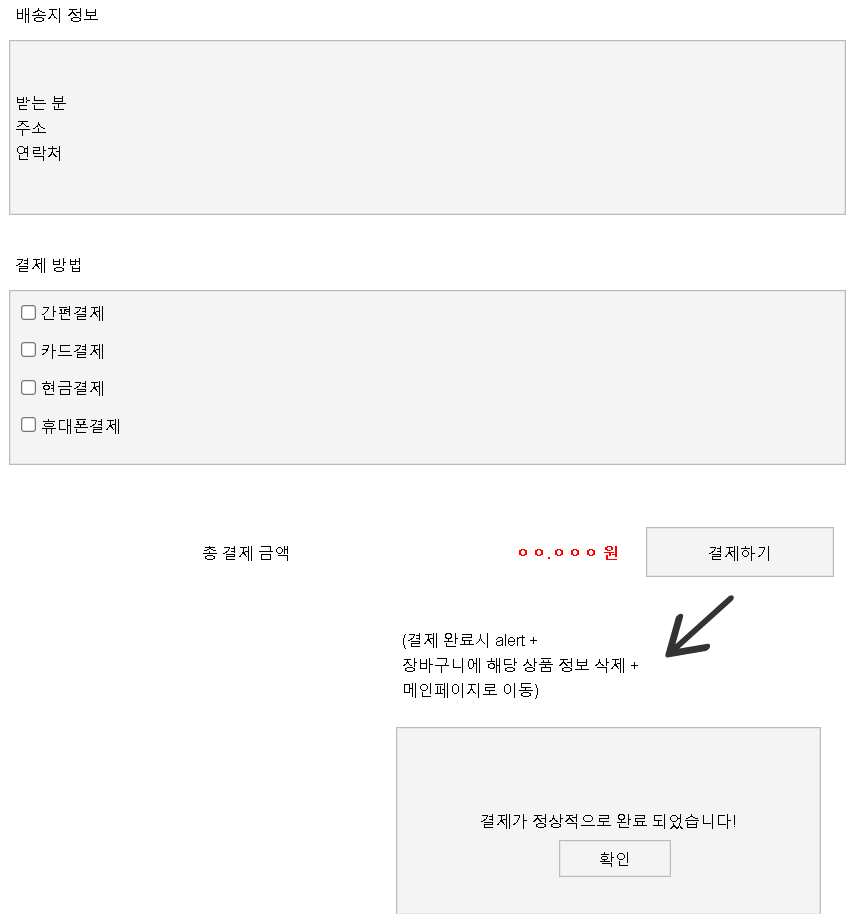 배송지 정보
받는 분
주소
연락처
결제 방법
간편결제
카드결제
현금결제
휴대폰결제
총 결제 금액 ㅇㅇ.ㅇㅇㅇ 원 결제하기
(결제 완료시 alert +
장바구니에 해당 상품 정보 삭제 +
메인페이지로 이동)
결제가 정상적으로 완료 되었습니다!
확인